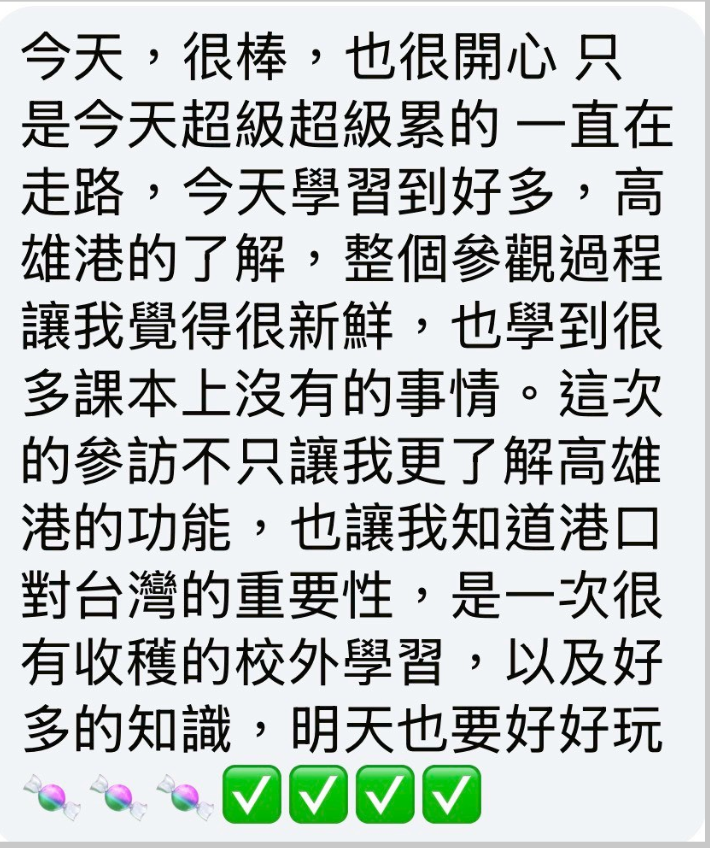 今天，很棒，也很開心 只
是今天超級超級累的 一直在
走路，今天學習到好多，高
雄港的了解，整個參觀過程
讓我覺得很新鮮，也學到很
多課本上沒有的事情。這次
的參訪不只讓我更了解高雄
港的功能，也讓我知道港口
對台灣的重要性，是一次很
有收穫的校外學習，以及好
多的知識，明天也要好好玩
🍬🍬🍬✅✅✅✅